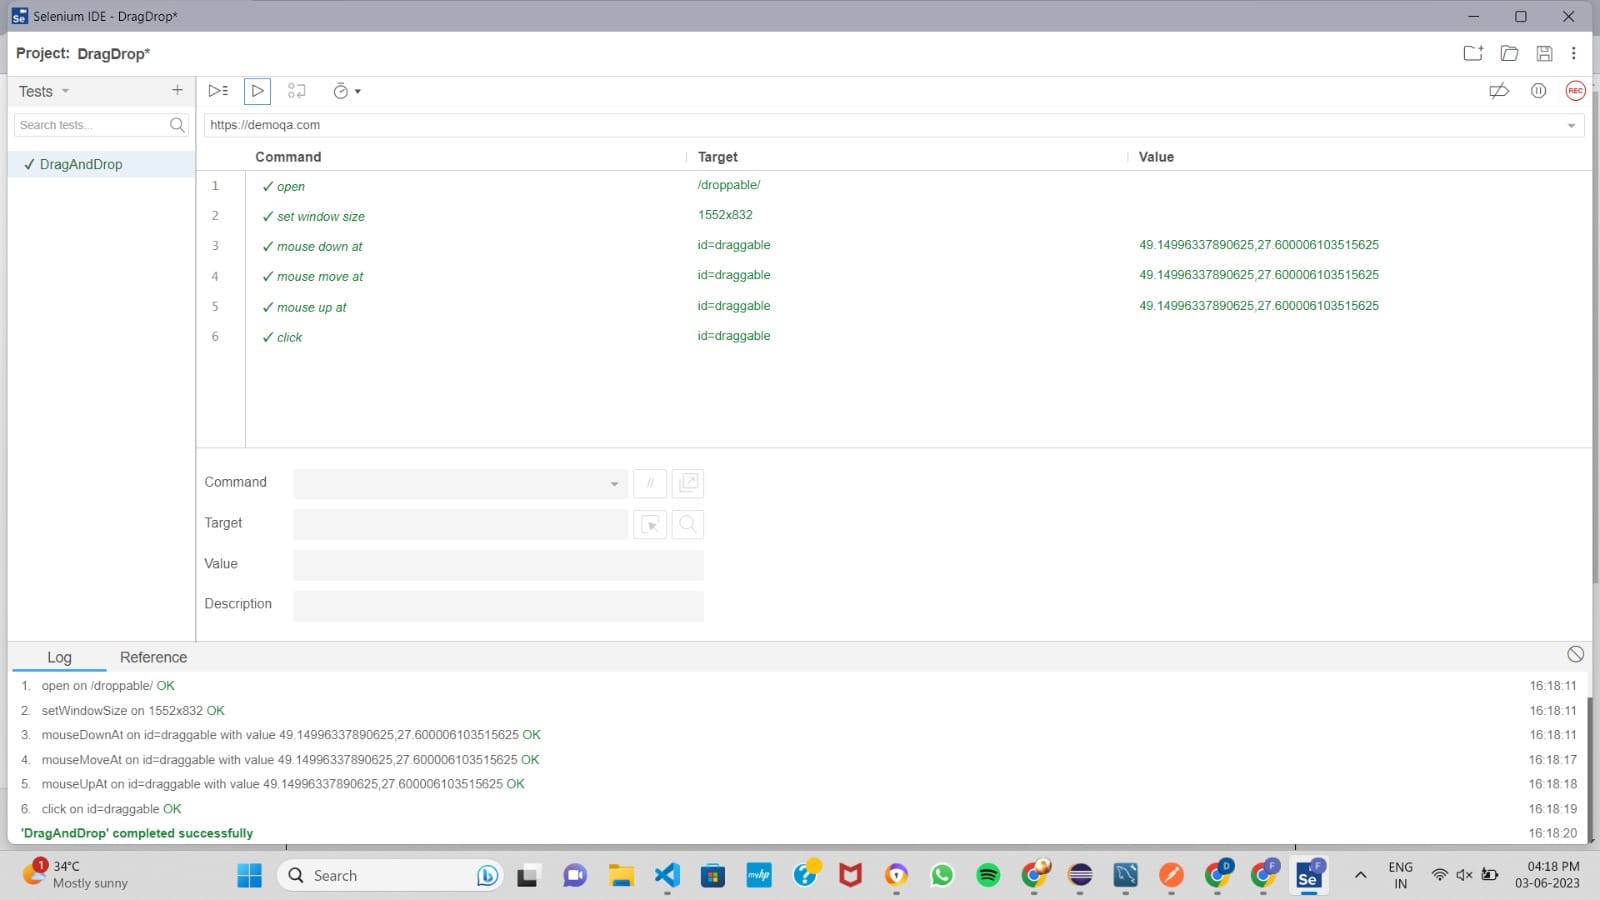 Selenium IDE - DragDrop*
Project: DragDrop*
Tests
Search tests...
✓ DragAndDrop
REC
https://demoqa.com
Command Target Value
1 ✓ open /droppable/
2 ✓ set window size 1552x832
3 ✓ mouse down at id=draggable 49.14996337890625,27.600006103515625
4 ✓ mouse move at id=draggable 49.14996337890625,27.600006103515625
5 ✓ mouse up at id=draggable 49.14996337890625,27.600006103515625
6 ✓ click id=draggable
Command //
Target
Value
Description
Log Reference
1. open on /droppable/ OK 16:18:11
2. setWindowSize on 1552x832 OK 16:18:11
3. mouseDownAt on id=draggable with value 49.14996337890625,27.600006103515625 OK 16:18:11
4. mouseMoveAt on id=draggable with value 49.14996337890625,27.600006103515625 OK 16:18:17
5. mouseUpAt on id=draggable with value 49.14996337890625,27.600006103515625 OK 16:18:18
6. click on id=draggable OK 16:18:19
'DragAndDrop' completed successfully 16:18:20
1 34°C
Mostly sunny
Search
myhp
D
F
Se
F
ENG
IN
04:18 PM
03-06-2023